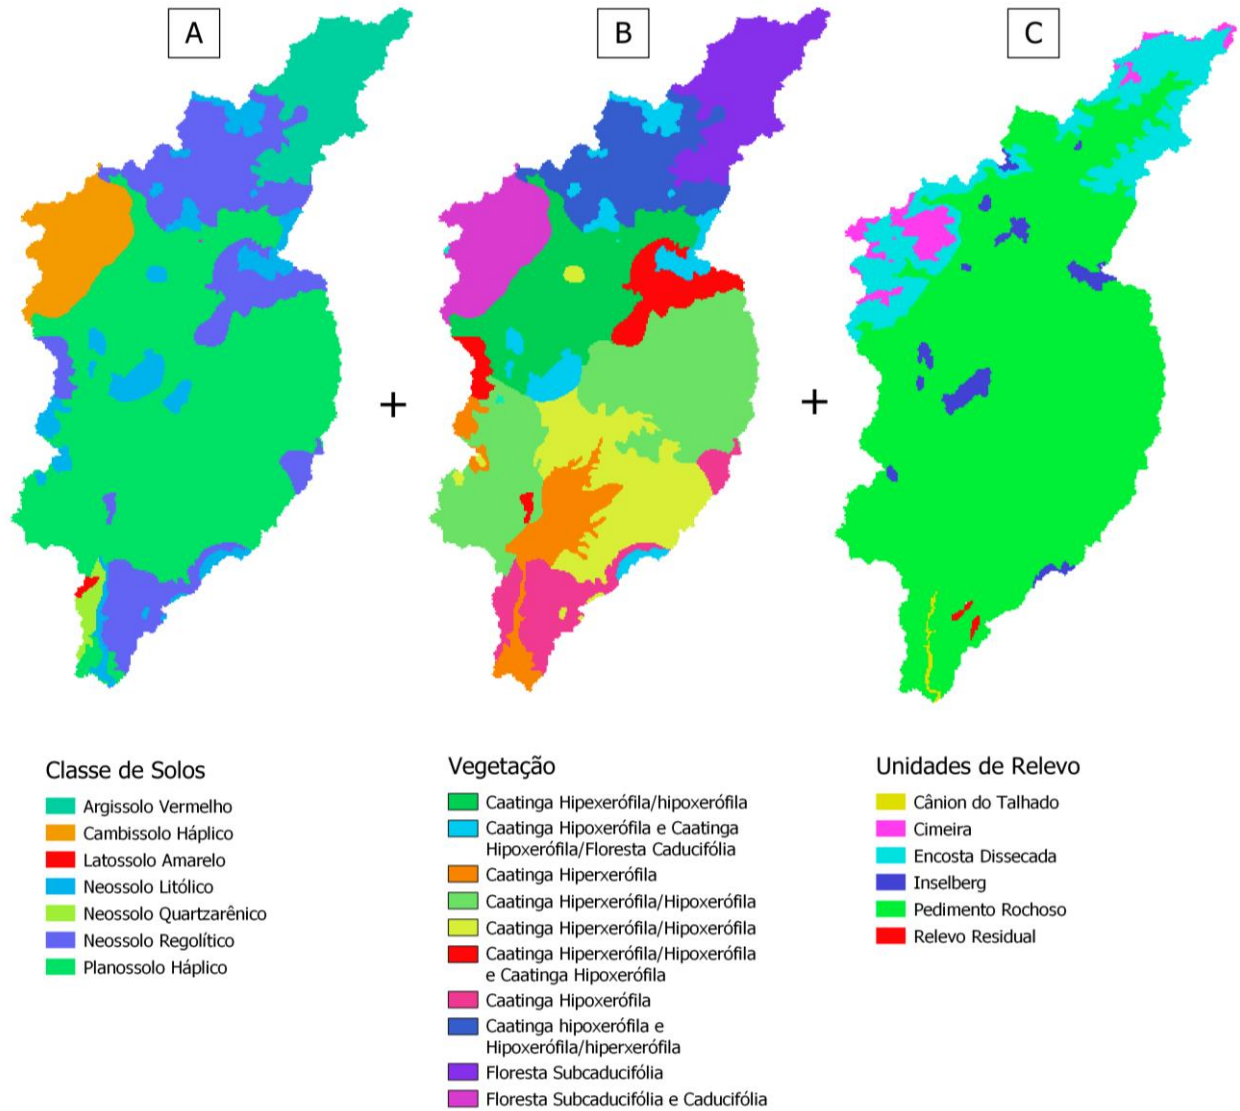 A
B
C
+
+
Classe de Solos
Argissolo Vermelho
Cambissolo Háplico
Latossolo Amarelo
Neossolo Litólico
Neossolo Quartzarênico
Neossolo Regolítico
Planossolo Háplico
Vegetação
Caatinga Hipexerófila/hipoxerófila
Caatinga Hipoxerófila e Caatinga
Hipoxerófila/Floresta Caducifólia
Caatinga Hiperxerófila
Caatinga Hiperxerófila/Hipoxerófila
Caatinga Hiperxerófila/Hipoxerófila
Caatinga Hiperxerófila/Hipoxerófila
e Caatinga Hipoxerófila
Caatinga Hipoxerófila
Caatinga hipoxerófila e
Hipoxerófila/hiperxerófila
Floresta Subcaducifólia
Floresta Subcaducifólia e Caducifólia
Unidades de Relevo
Cânion do Talhado
Cimeira
Encosta Dissecada
Inselberg
Pedimento Rochoso
Relevo Residual